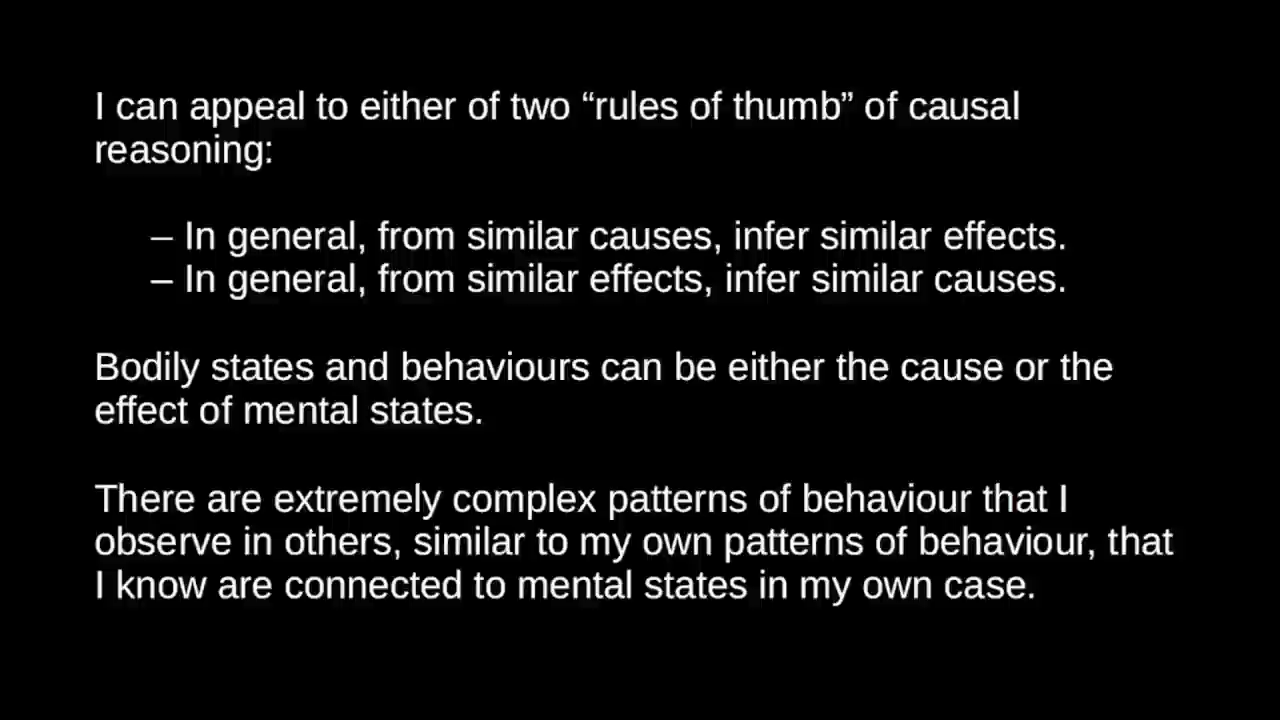 I can appeal to either of two “rules of thumb” of causal
reasoning:
– In general, from similar causes, infer similar effects.
– In general, from similar effects, infer similar causes.
Bodily states and behaviours can be either the cause or the
effect of mental states.
There are extremely complex patterns of behaviour that I
observe in others, similar to my own patterns of behaviour, that
I know are connected to mental states in my own case.